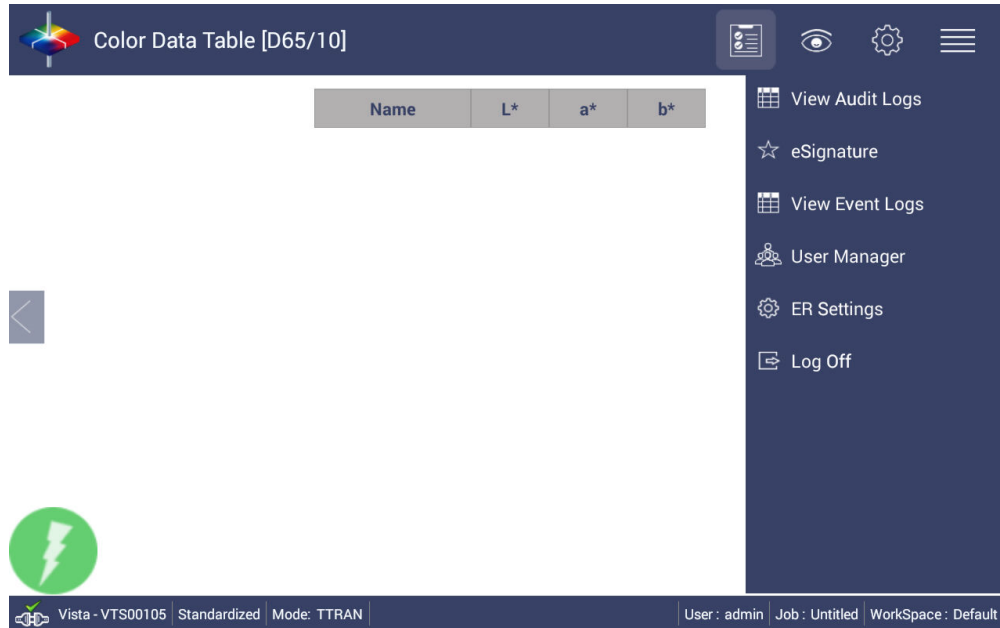 Color Data Table [D65/10]
Name L* a* b*
View Audit Logs
eSignature
View Event Logs
User Manager
ER Settings
Log Off
Vista - VTS00105 Standardized Mode: TTRAN User : admin Job : Untitled WorkSpace : Default